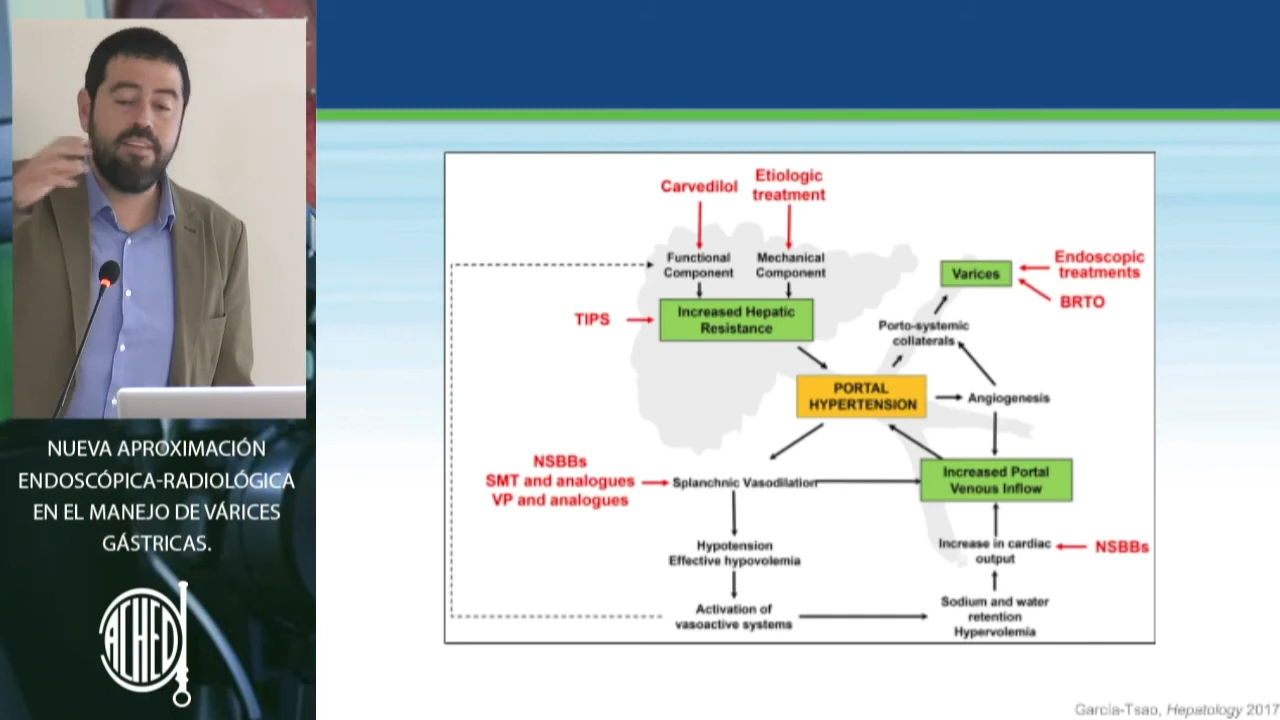 NUEVA APROXIMACIÓN
ENDOSCÓPICA-RADIOLÓGICA
EN EL MANEJO DE VÁRICES
GÁSTRICAS.
ACHED
Carvedilol
Etiologic
treatment
Functional
Component
Mechanical
Component
TIPS
Increased Hepatic
Resistance
Varices
Endoscopic
treatments
BRTO
Porto-systemic
collaterals
PORTAL
HYPERTENSION
Angiogenesis
NSBBs
SMT and analogues
VP and analogues
Splanchnic Vasodilation
Increased Portal
Venous Inflow
Hypotension
Effective hypovolemia
Increase in cardiac
output
NSBBs
Activation of
vasoactive systems
Sodium and water
retention
Hypervolemia
Garcia-Tsao, Hepatology 2017